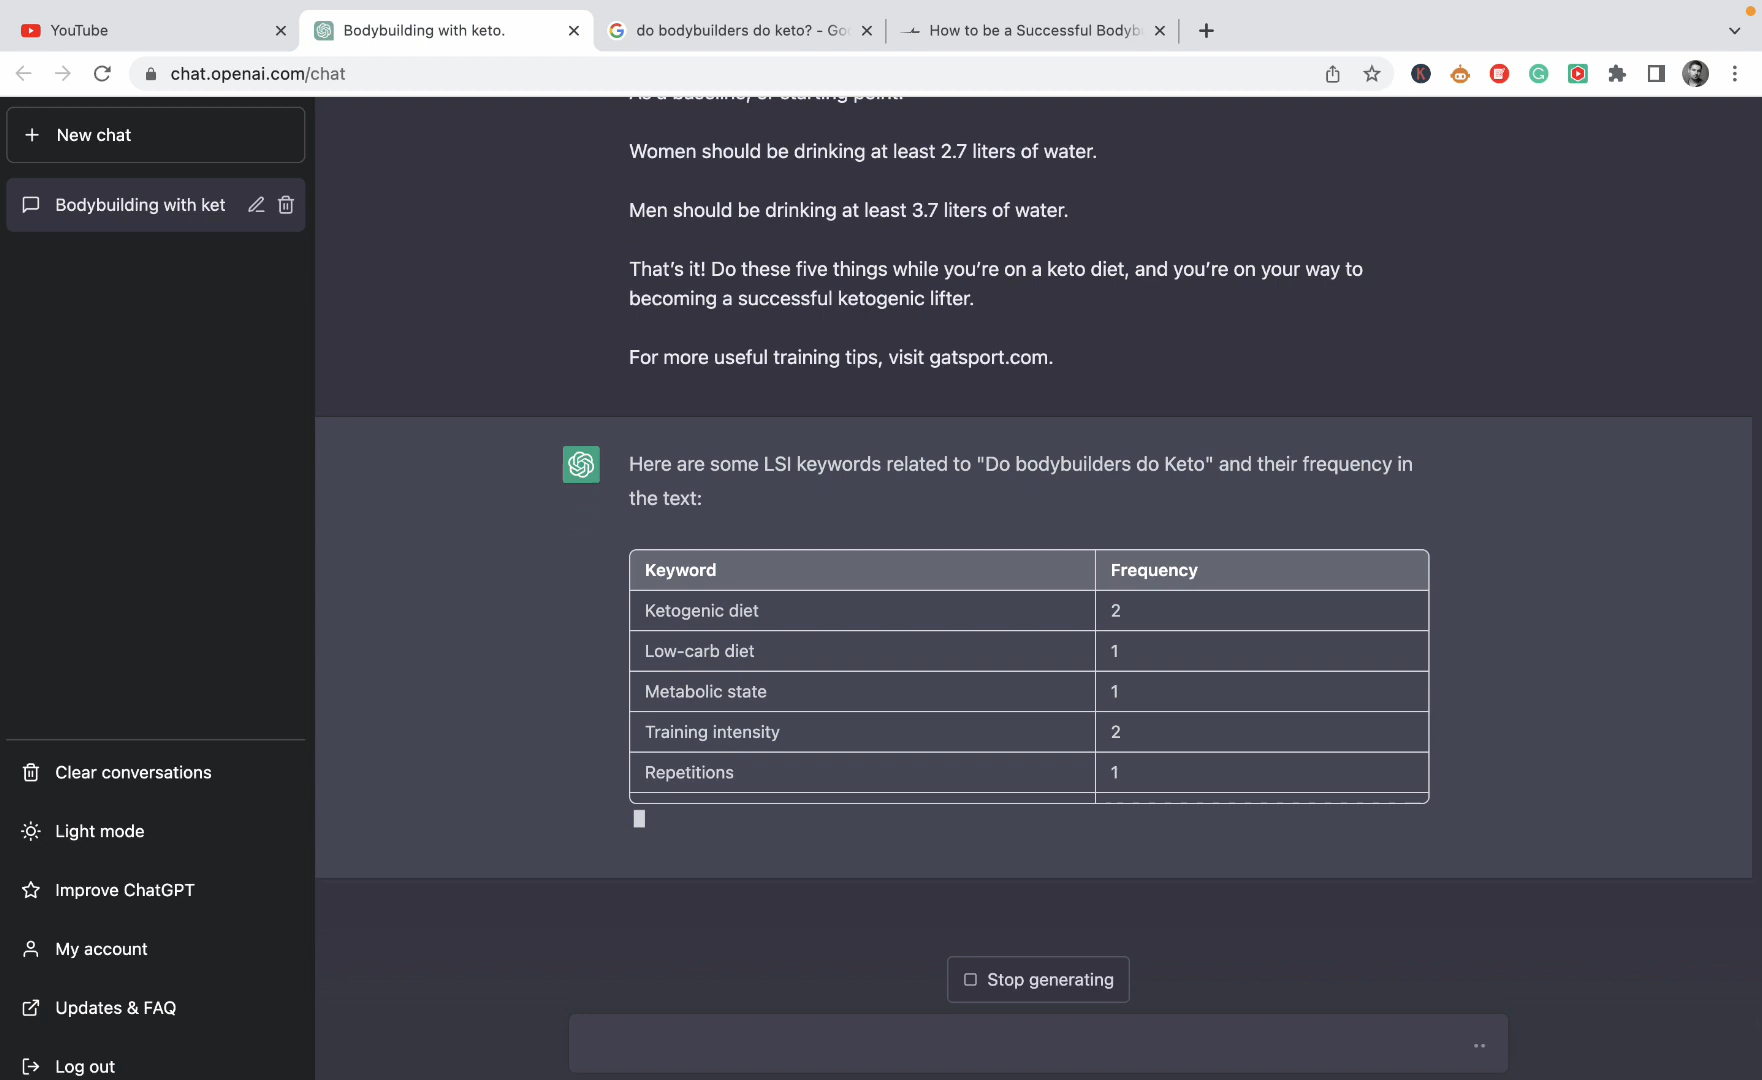 YouTube
Bodybuilding with keto.
do bodybuilders do keto? - Goo
How to be a Successful Bodyb
chat.openai.com/chat
New chat
Bodybuilding with ket
Women should be drinking at least 2.7 liters of water.
Men should be drinking at least 3.7 liters of water.
That’s it! Do these five things while you’re on a keto diet, and you’re on your way to
becoming a successful ketogenic lifter.
For more useful training tips, visit gatsport.com.
Here are some LSI keywords related to "Do bodybuilders do Keto" and their frequency in
the text:
Keyword Frequency
Ketogenic diet 2
Low-carb diet 1
Metabolic state 1
Training intensity 2
Repetitions 1
Clear conversations
Light mode
Improve ChatGPT
My account
Updates & FAQ
Log out
Stop generating